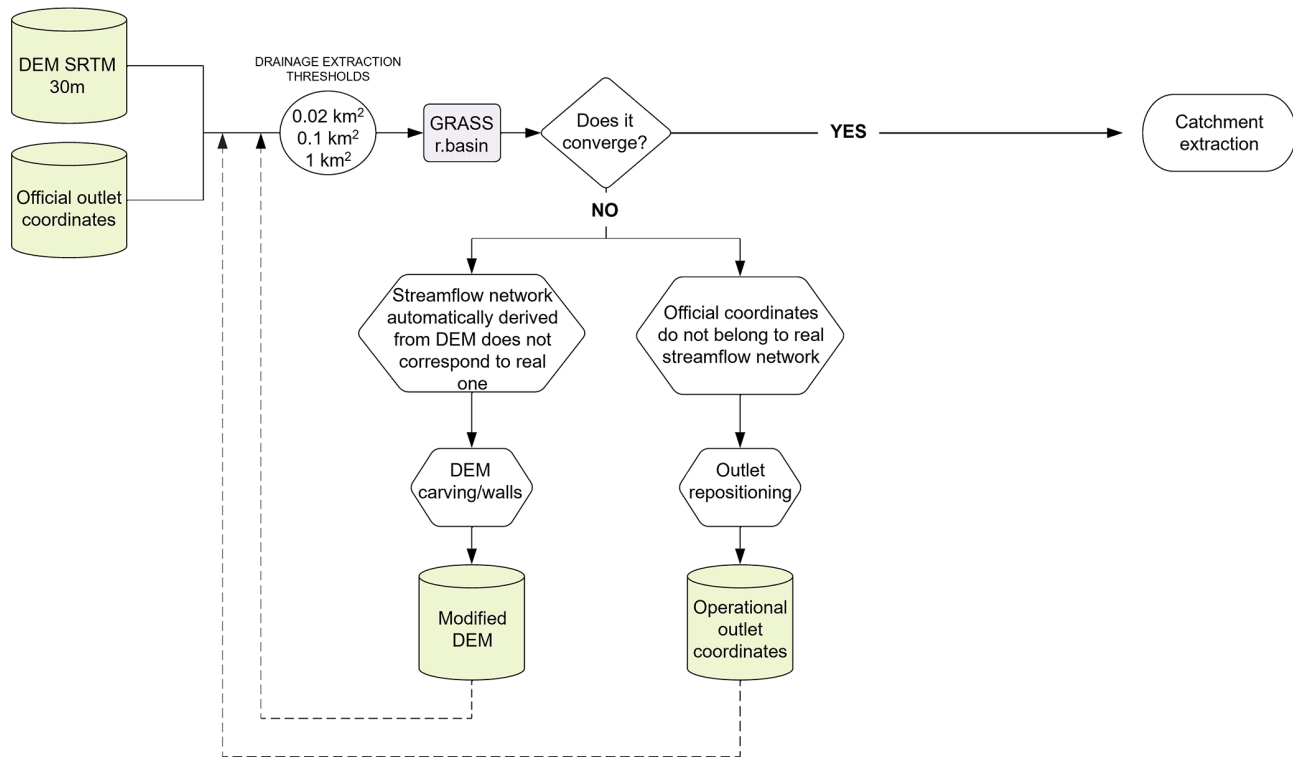 DEM SRTM
30m
Official outlet
coordinates
DRAINAGE EXTRACTION
THRESHOLDS
0.02 km²
0.1 km²
1 km²
GRASS
r.basin
Does it
converge?
YES
Catchment
extraction
NO
Streamflow network
automatically derived
from DEM does not
correspond to real
one
Official coordinates
do not belong to real
streamflow network
DEM
carving/walls
Outlet
repositioning
Modified
DEM
Operational
outlet
coordinates